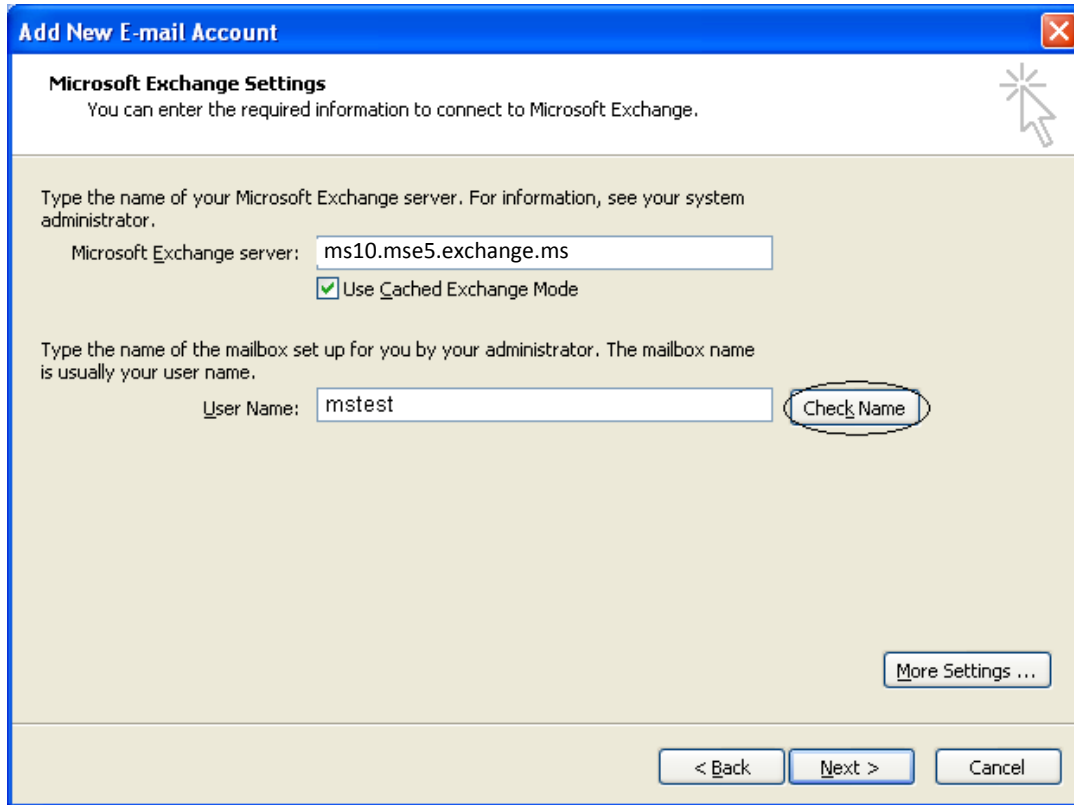 Add New E-mail Account
Microsoft Exchange Settings
You can enter the required information to connect to Microsoft Exchange.
Type the name of your Microsoft Exchange server. For information, see your system
administrator.
Microsoft Exchange server: ms10.mse5.exchange.ms
Use Cached Exchange Mode
Type the name of the mailbox set up for you by your administrator. The mailbox name
is usually your user name.
User Name: mstest Check Name
More Settings ...
< Back Next > Cancel